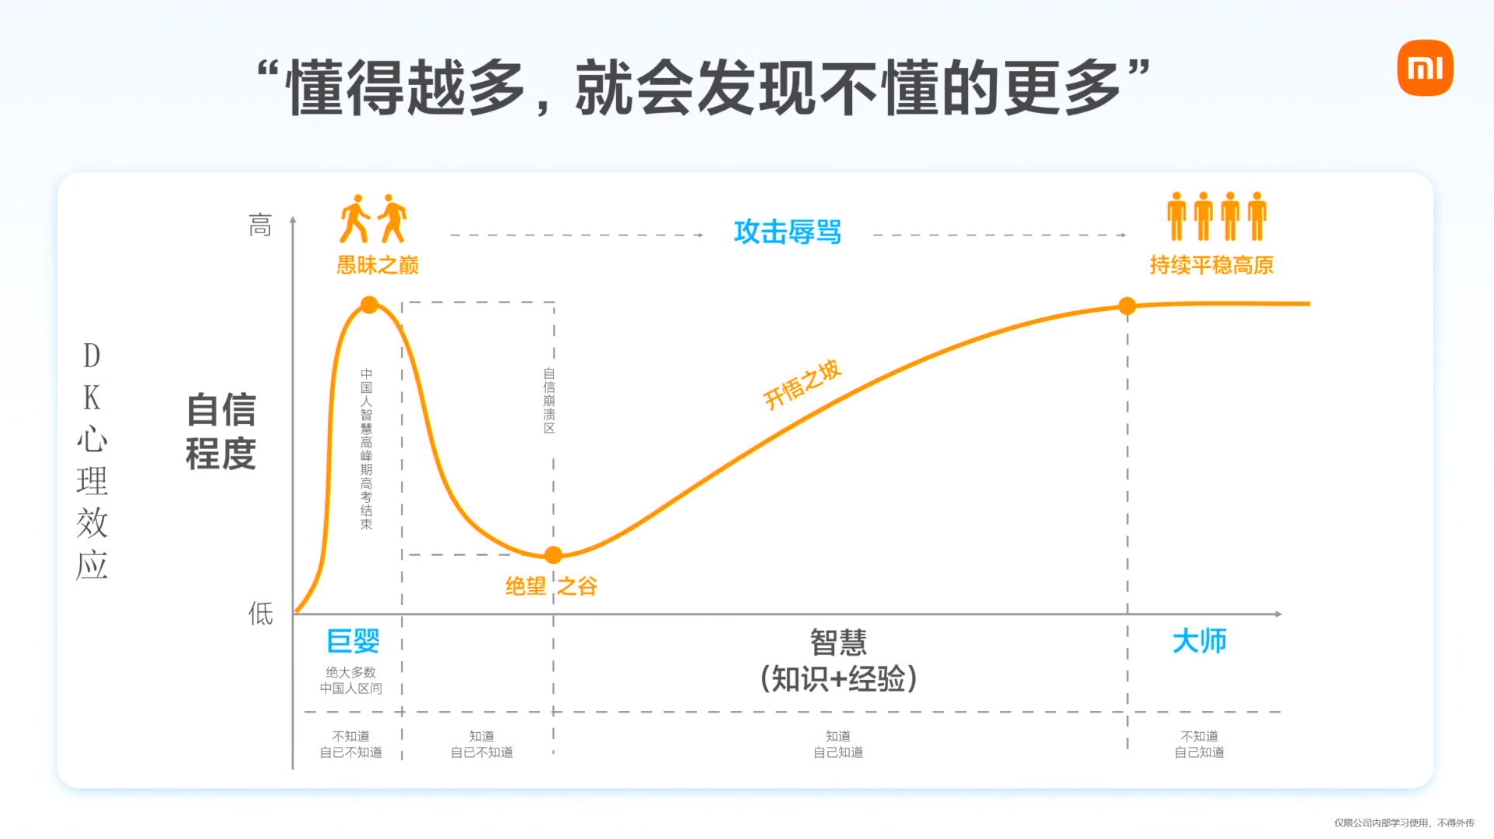 “懂得越多，就会发现不懂的更多”
mi
高
愚昧之巅
攻击辱骂
持续平稳高原
DK心理效应
自信
程度
中国人智慧高峰期高考结束
自信崩溃区
开悟之坡
绝望之谷
低
巨婴
绝大多数
中国人区间
智慧
（知识+经验）
大师
不知道
自已不知道
知道
自已不知道
知道
自己知道
不知道
自己知道
仅限公司内部学习使用，不得外传